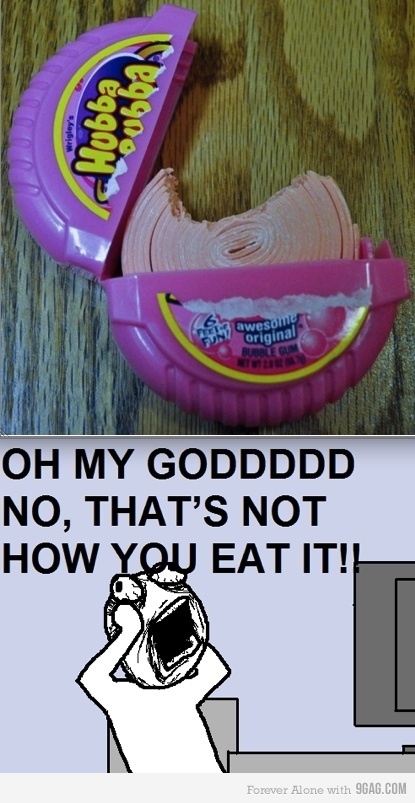 Wrigley's
Hubba
Bubba
6
FEET OF
FUN!
awesome
original
BUBBLE GUM
OH MY GODDDDD
NO, THAT'S NOT
HOW YOU EAT IT!!
Forever Alone with 9GAG.COM